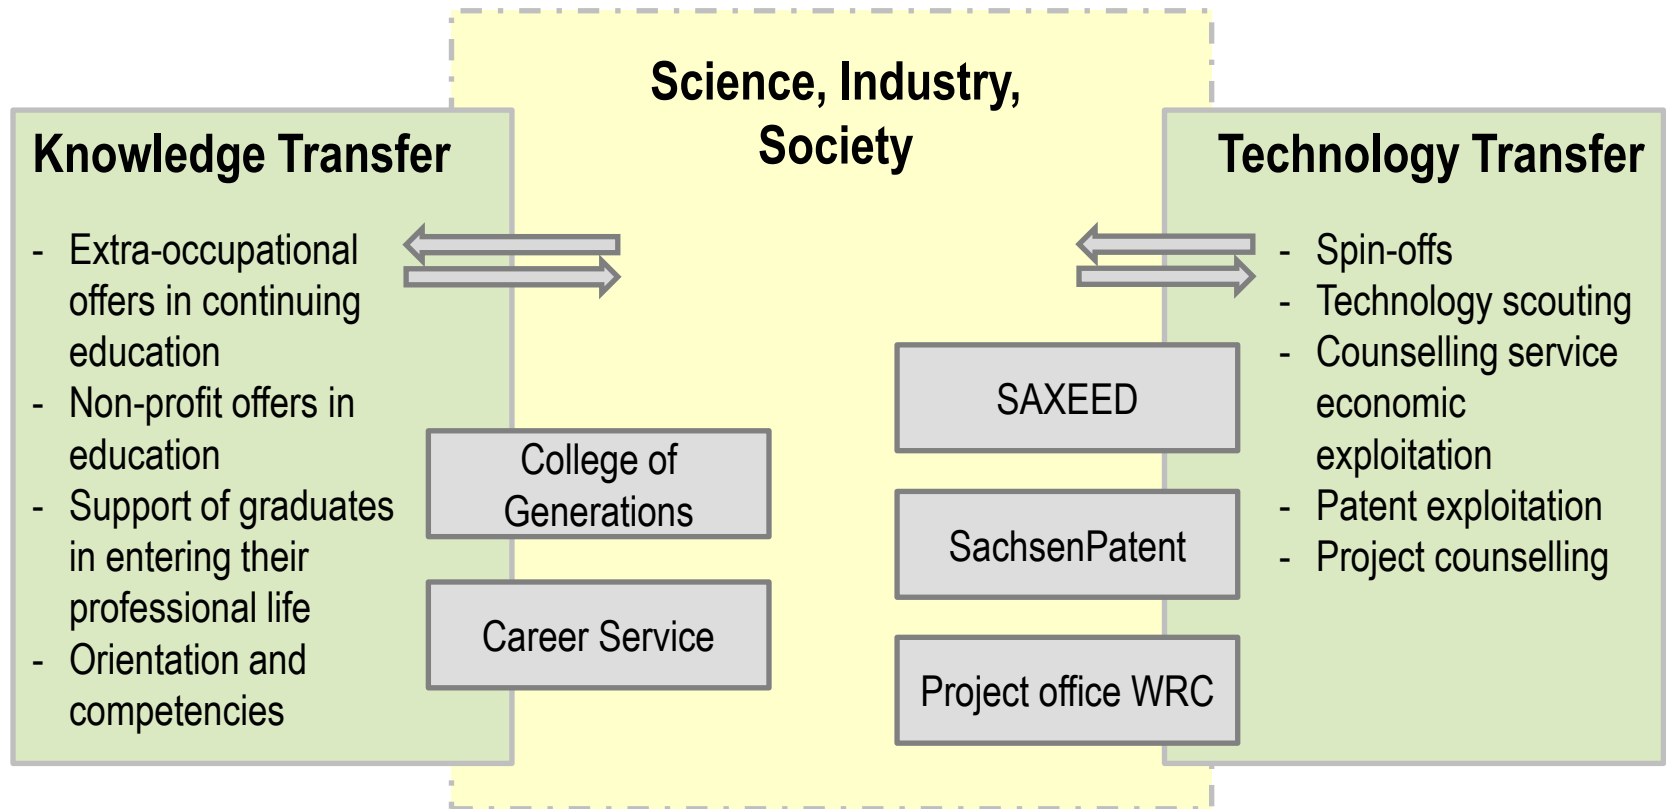 Science, Industry,
Society
Knowledge Transfer
- Extra-occupational
offers in continuing
education
- Non-profit offers in
education
- Support of graduates
in entering their
professional life
- Orientation and
competencies
College of
Generations
Career Service
SAXEED
SachsenPatent
Project office WRC
Technology Transfer
- Spin-offs
- Technology scouting
- Counselling service
economic
exploitation
- Patent exploitation
- Project counselling